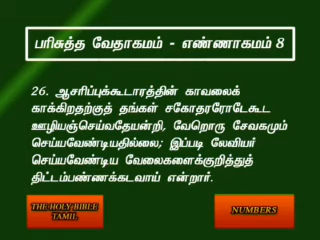 பரிசுத்த வேதாகமம் - எண்ணாகமம் 8
26. ஆசரிப்புக்கூடாரத்தின் காவலைக்
காக்கிறதற்குத் தங்கள் சகோதரரோடேகூட
ஊழியஞ்செய்வதேயன்றி, வேறொரு சேவகமும்
செய்யவேண்டியதில்லை; இப்படி லேவியர்
செய்யவேண்டிய வேலைகளைக்குறித்துத்
திட்டம்பண்ணக்கடவாய் என்றார்.
THE HOLY BIBLE
TAMIL
NUMBERS